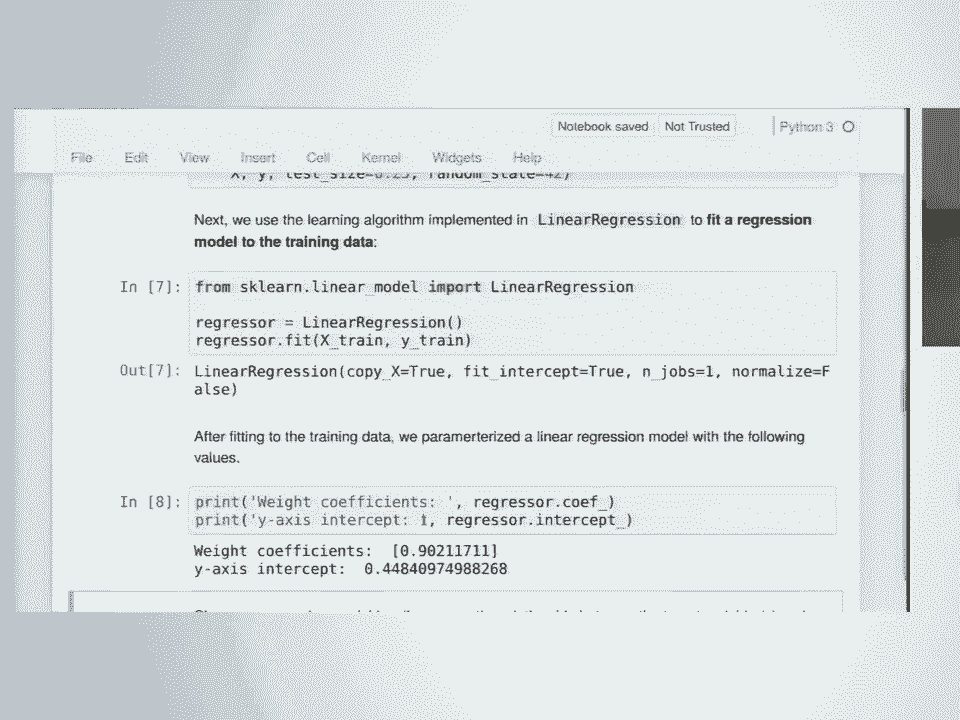 Notebook saved Not Trusted Python 3
File Edit View Insert Cell Kernel Widgets Help
X, y, test_size=0.25, random_state=42)
Next, we use the learning algorithm implemented in LinearRegression to fit a regression
model to the training data:
In [7]: from sklearn.linear_model import LinearRegression
regressor = LinearRegression()
regressor.fit(X_train, y_train)
Out[7]: LinearRegression(copy_X=True, fit_intercept=True, n_jobs=1, normalize=F
alse)
After fitting to the training data, we paramerterized a linear regression model with the following
values.
In [8]: print('Weight coefficients: ', regressor.coef_)
print('y-axis intercept: ', regressor.intercept_)
Weight coefficients: [0.90211711]
y-axis intercept: 0.44840974988268